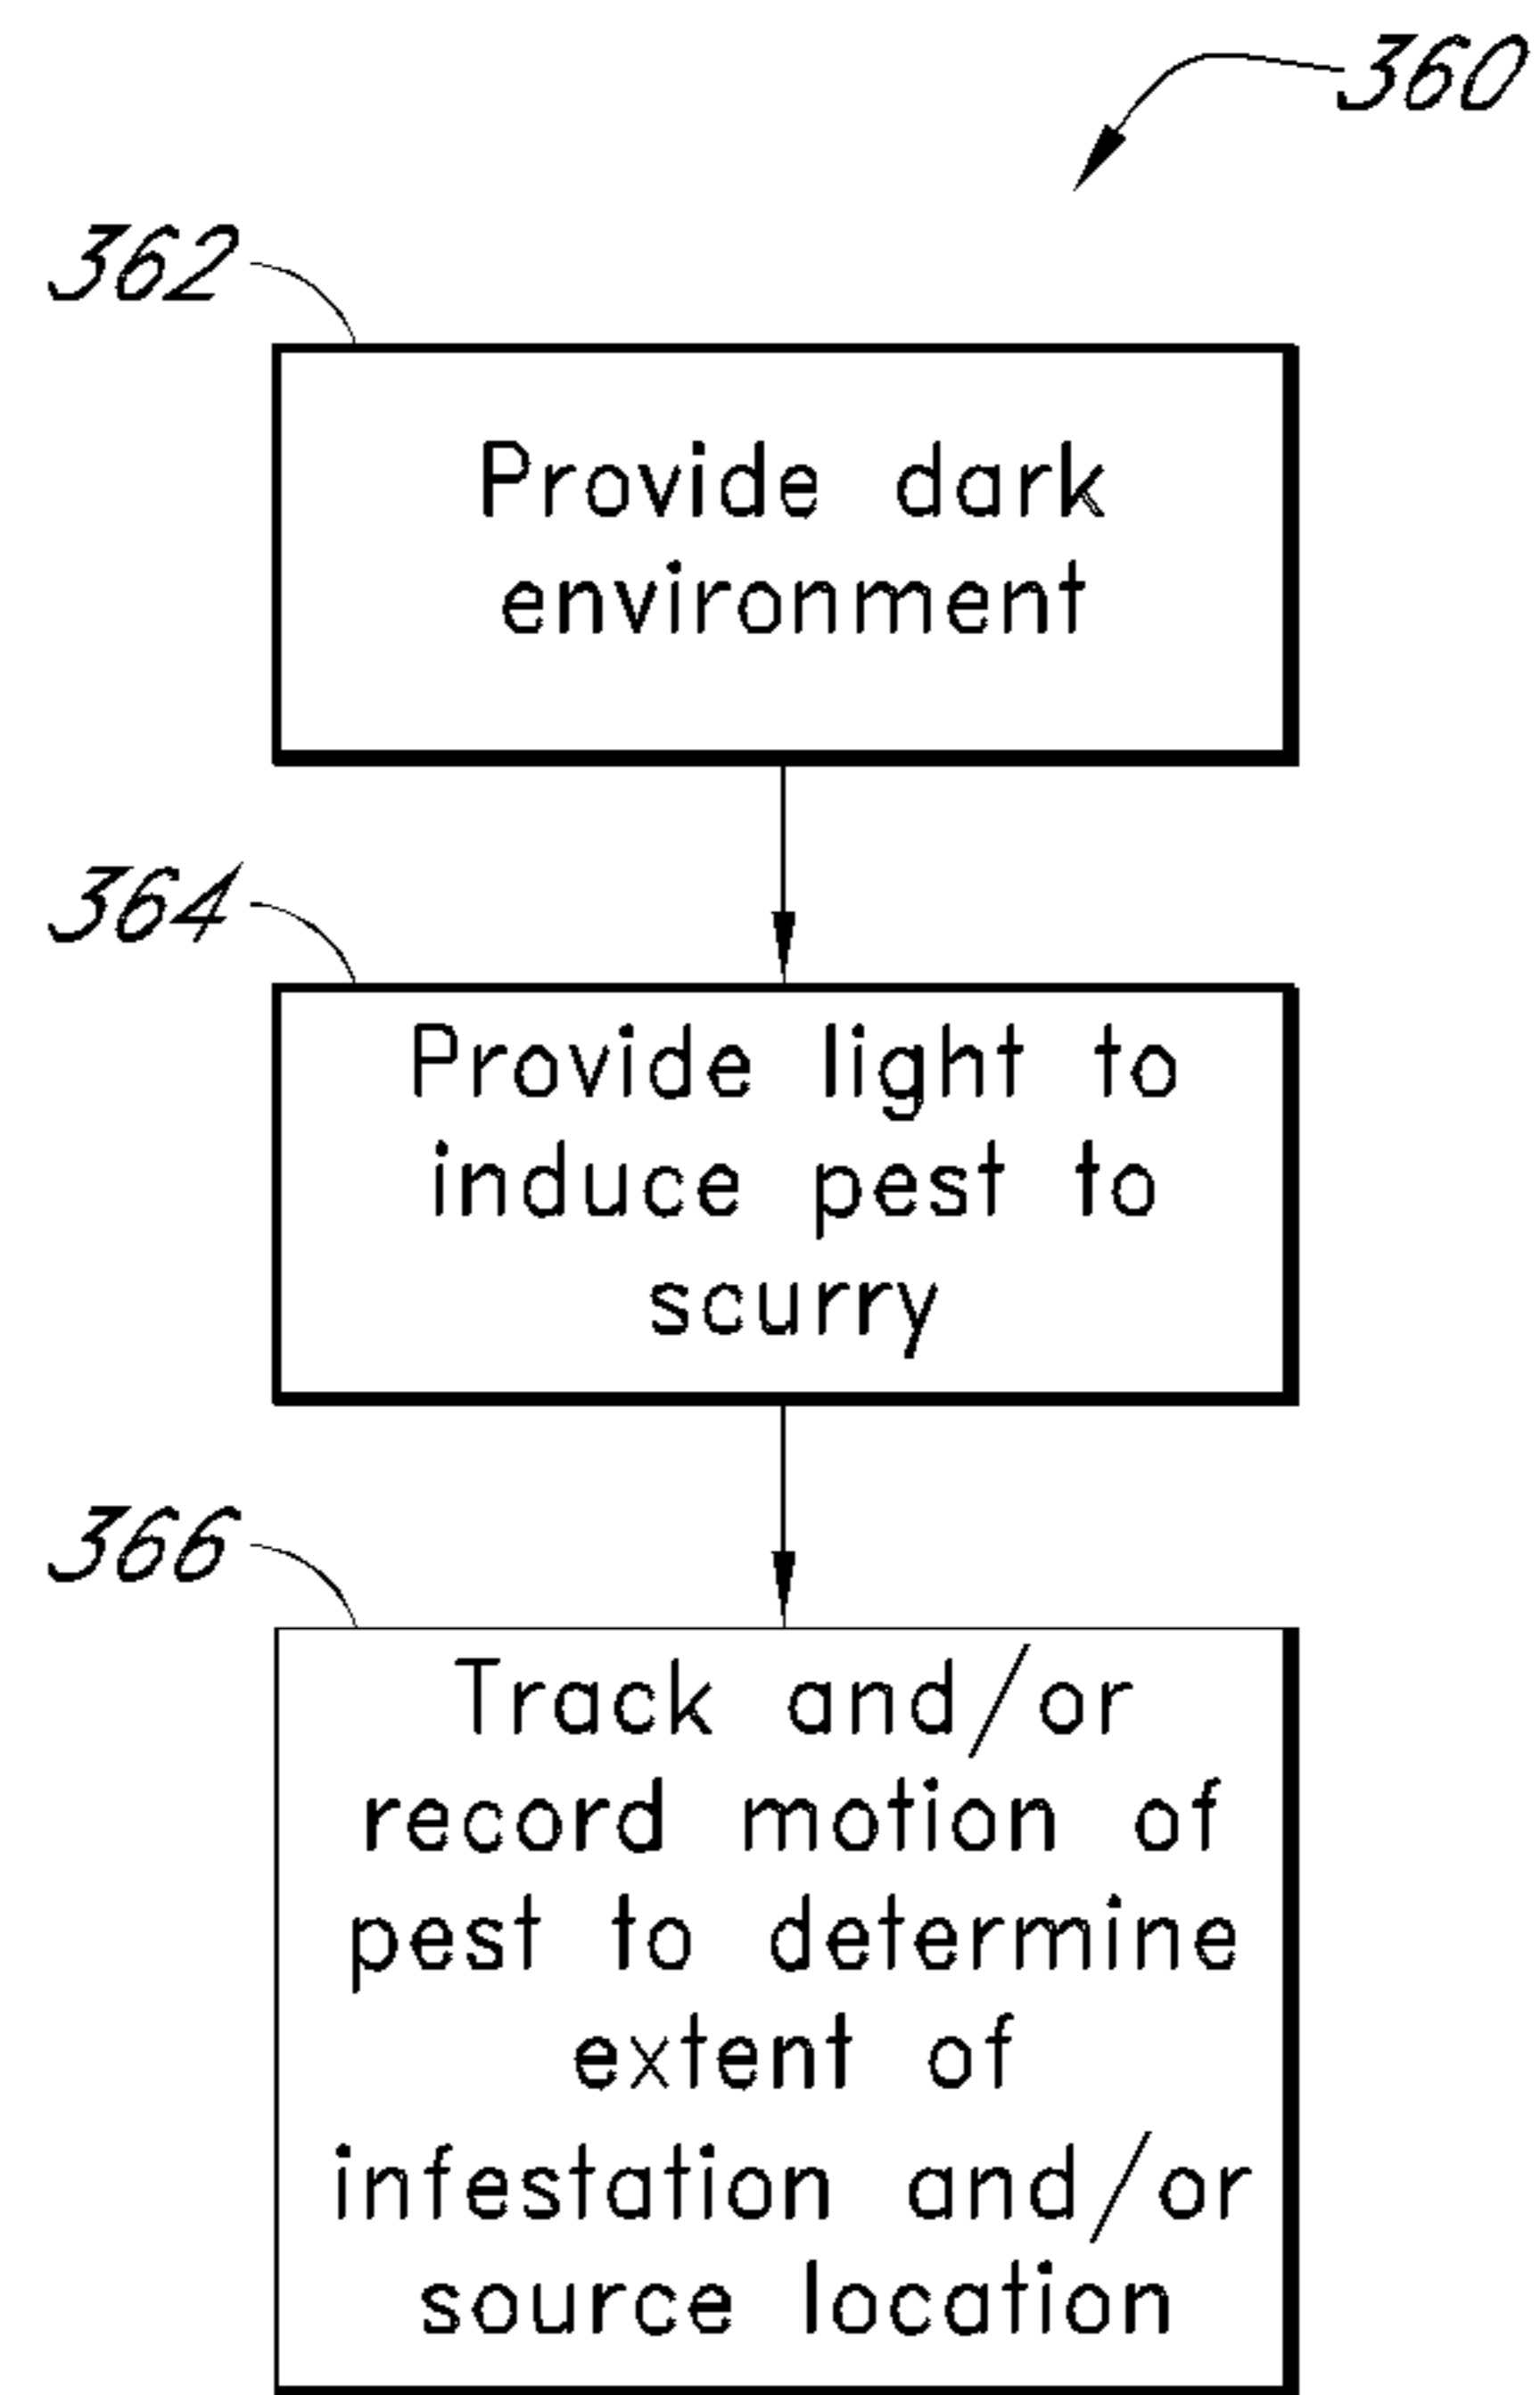 360
362
Provide dark
environment
364
Provide light to
induce pest to
scurry
366
Track and/or
record motion of
pest to determine
extent of
infestation and/or
source location